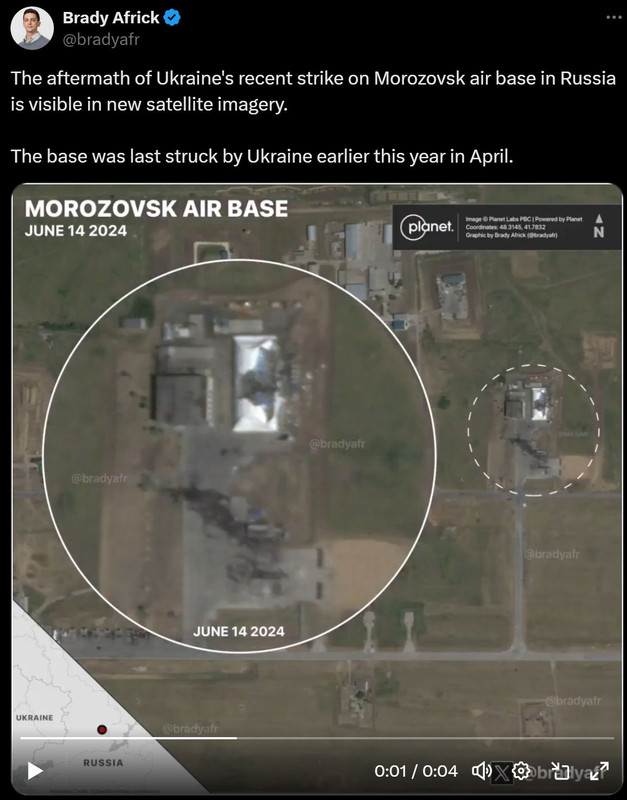 Brady Africk
@bradyafr
The aftermath of Ukraine's recent strike on Morozovsk air base in Russia
is visible in new satellite imagery.
The base was last struck by Ukraine earlier this year in April.
MOROZOVSK AIR BASE
JUNE 14 2024
planet.
Image © Planet Labs PBC | Powered by Planet
Coordinates: 48.3145, 41.7832
Graphic by Brady Africk (@bradyafr)
N
@bradyafr
@bradyafr
@bradyafr
JUNE 14 2024
@bradyafr
@bradyafr
UKRAINE
RUSSIA
0:01 / 0:04
X
@bradyafr